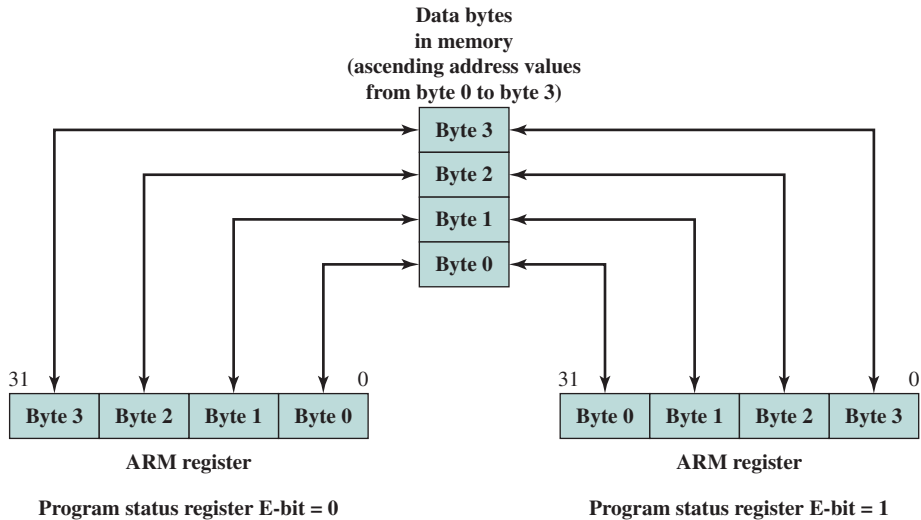 Data bytes
in memory
(ascending address values
from byte 0 to byte 3)
Byte 3
Byte 2
Byte 1
Byte 0
31 0
Byte 3 Byte 2 Byte 1 Byte 0
ARM register
Program status register E-bit = 0
31 0
Byte 0 Byte 1 Byte 2 Byte 3
ARM register
Program status register E-bit = 1